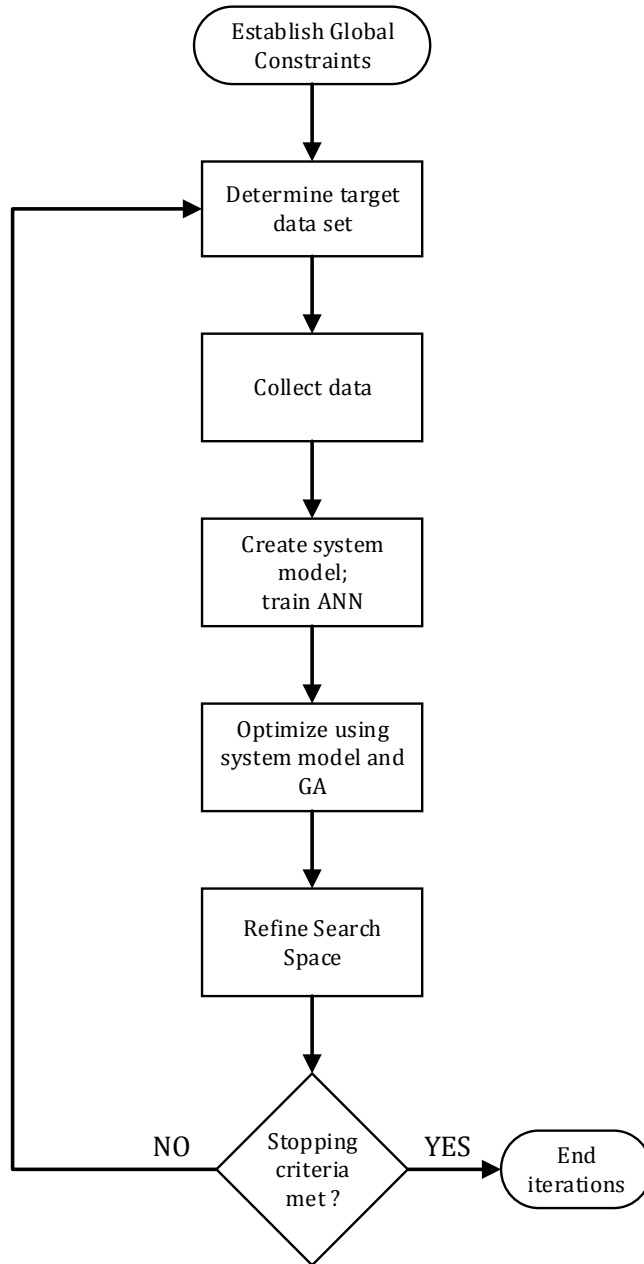 Establish Global
Constraints
Determine target
data set
Collect data
Create system
model;
train ANN
Optimize using
system model and
GA
Refine Search
Space
NO
Stopping
criteria
met ?
YES
End
iterations